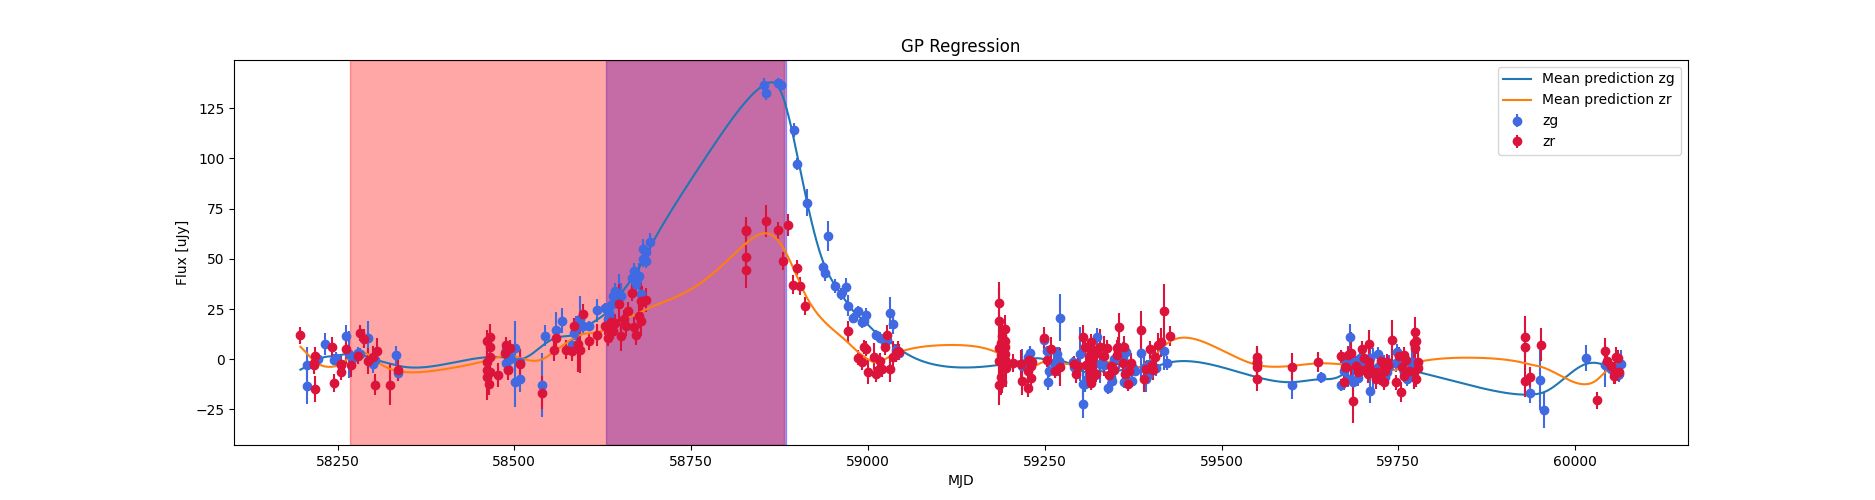 GP Regression
Flux [uJy]
125
100
75
50
25
0
−25
58250
58500
58750
59000
59250
59500
59750
60000
MJD
Mean prediction zg
Mean prediction zr
zg
zr